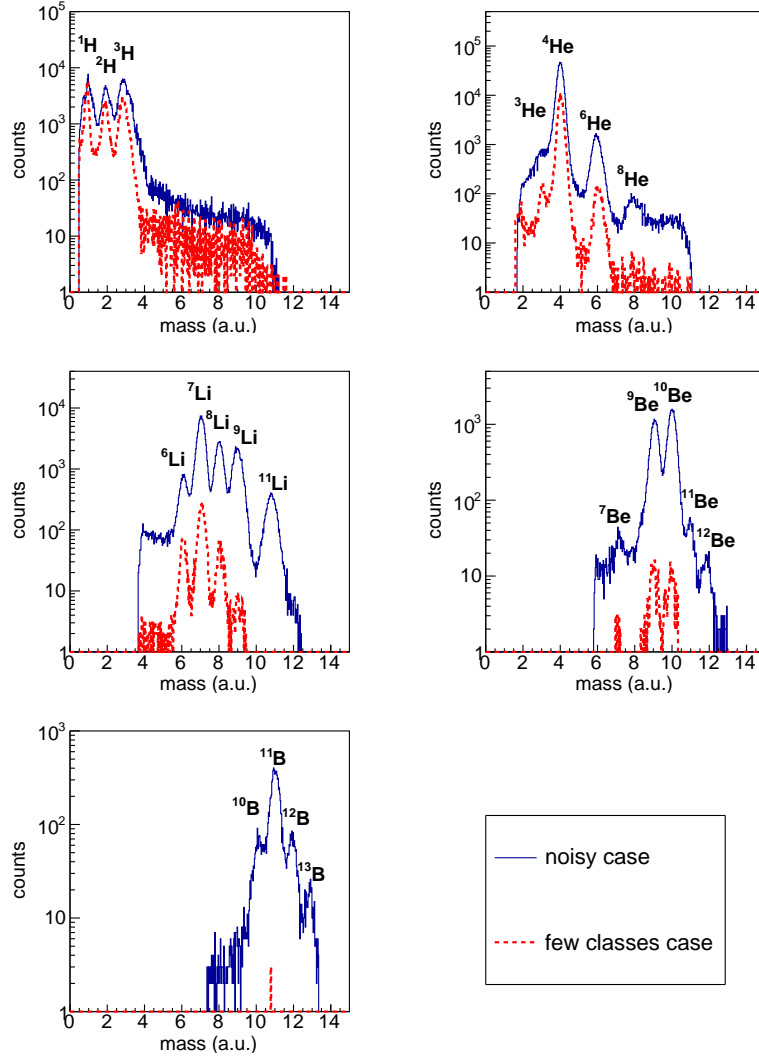 10⁵
10⁴
10³
10²
10
1
counts
¹H
²H
³H
0 2 4 6 8 10 12 14
mass (a.u.)
10⁵
10⁴
10³
10²
10
1
counts
³He
⁴He
⁶He
⁸He
0 2 4 6 8 10 12 14
mass (a.u.)
10⁴
10³
10²
10
1
counts
⁶Li
⁷Li
⁸Li
⁹Li
¹¹Li
0 2 4 6 8 10 12 14
mass (a.u.)
10³
10²
10
1
counts
⁷Be
⁹Be
¹⁰Be
¹¹Be
¹²Be
0 2 4 6 8 10 12 14
mass (a.u.)
10³
10²
10
1
counts
¹⁰B
¹¹B
¹²B
¹³B
0 2 4 6 8 10 12 14
mass (a.u.)
noisy case
few classes case